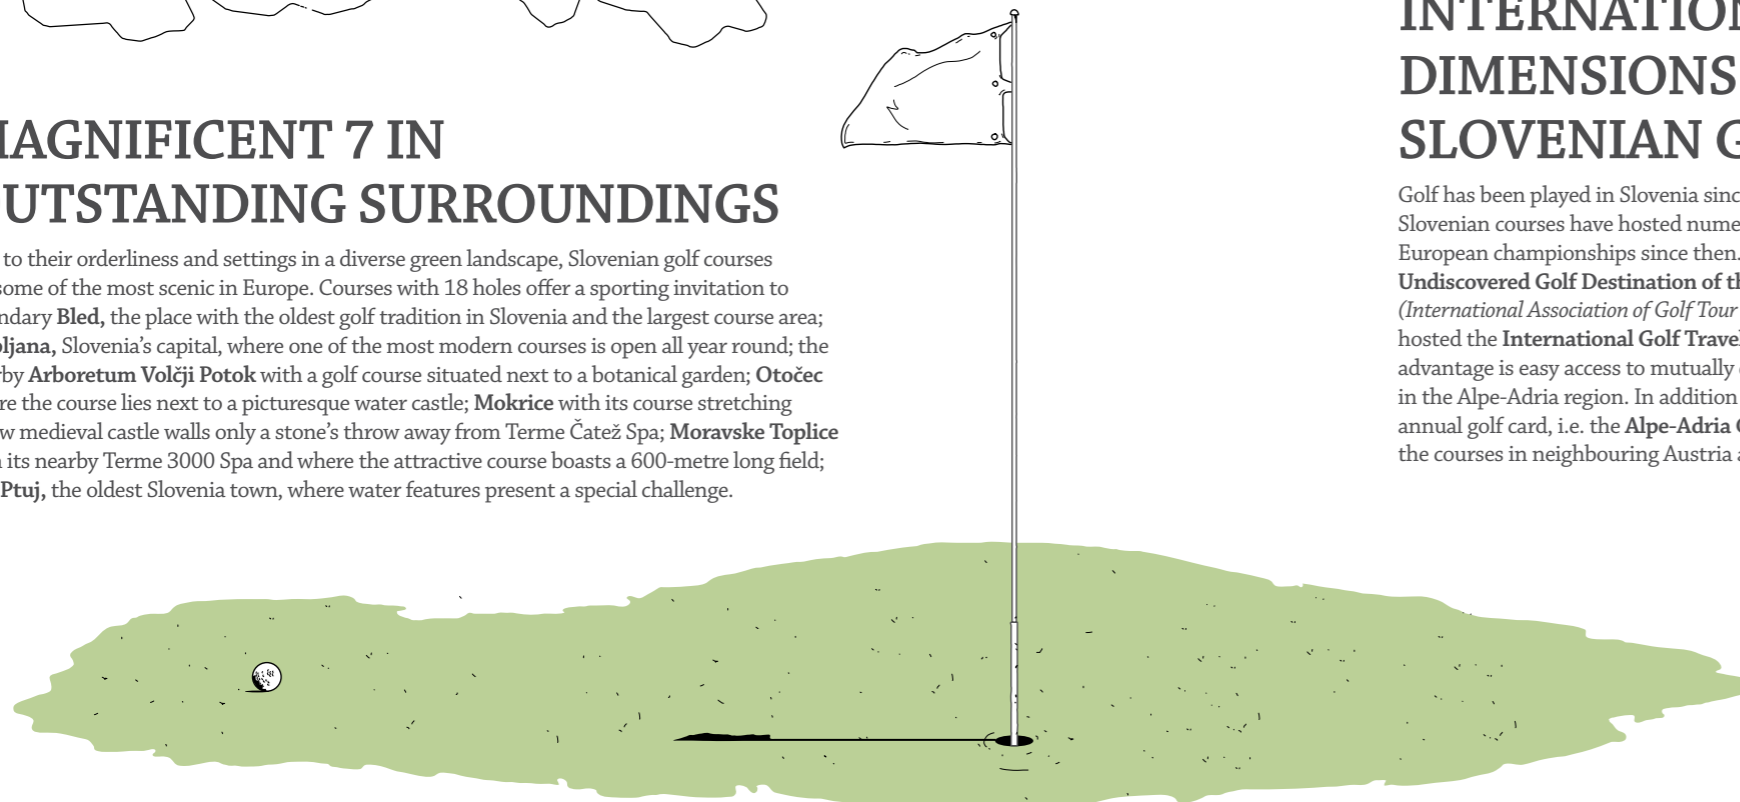 MAGNIFICENT 7 IN
UTSTANDING SURROUNDINGS
to their orderliness and settings in a diverse green landscape, Slovenian golf courses
some of the most scenic in Europe. Courses with 18 holes offer a sporting invitation to
ndary Bled, the place with the oldest golf tradition in Slovenia and the largest course area;
ljana, Slovenia's capital, where one of the most modern courses is open all year round; the
by Arboretum Volčji Potok with a golf course situated next to a botanical garden; Otočec
re the course lies next to a picturesque water castle; Mokrice with its course stretching
w medieval castle walls only a stone's throw away from Terme Čatež Spa; Moravske Toplice
its nearby Terme 3000 Spa and where the attractive course boasts a 600-metre long field;
Ptuj, the oldest Slovenia town, where water features present a special challenge.
INTERNATION
DIMENSIONS
SLOVENIAN G
Golf has been played in Slovenia sinc
Slovenian courses have hosted nume
European championships since then.
Undiscovered Golf Destination of th
(International Association of Golf Tour
hosted the International Golf Travel
advantage is easy access to mutually
in the Alpe-Adria region. In addition
annual golf card, i.e. the Alpe-Adria
the courses in neighbouring Austria a